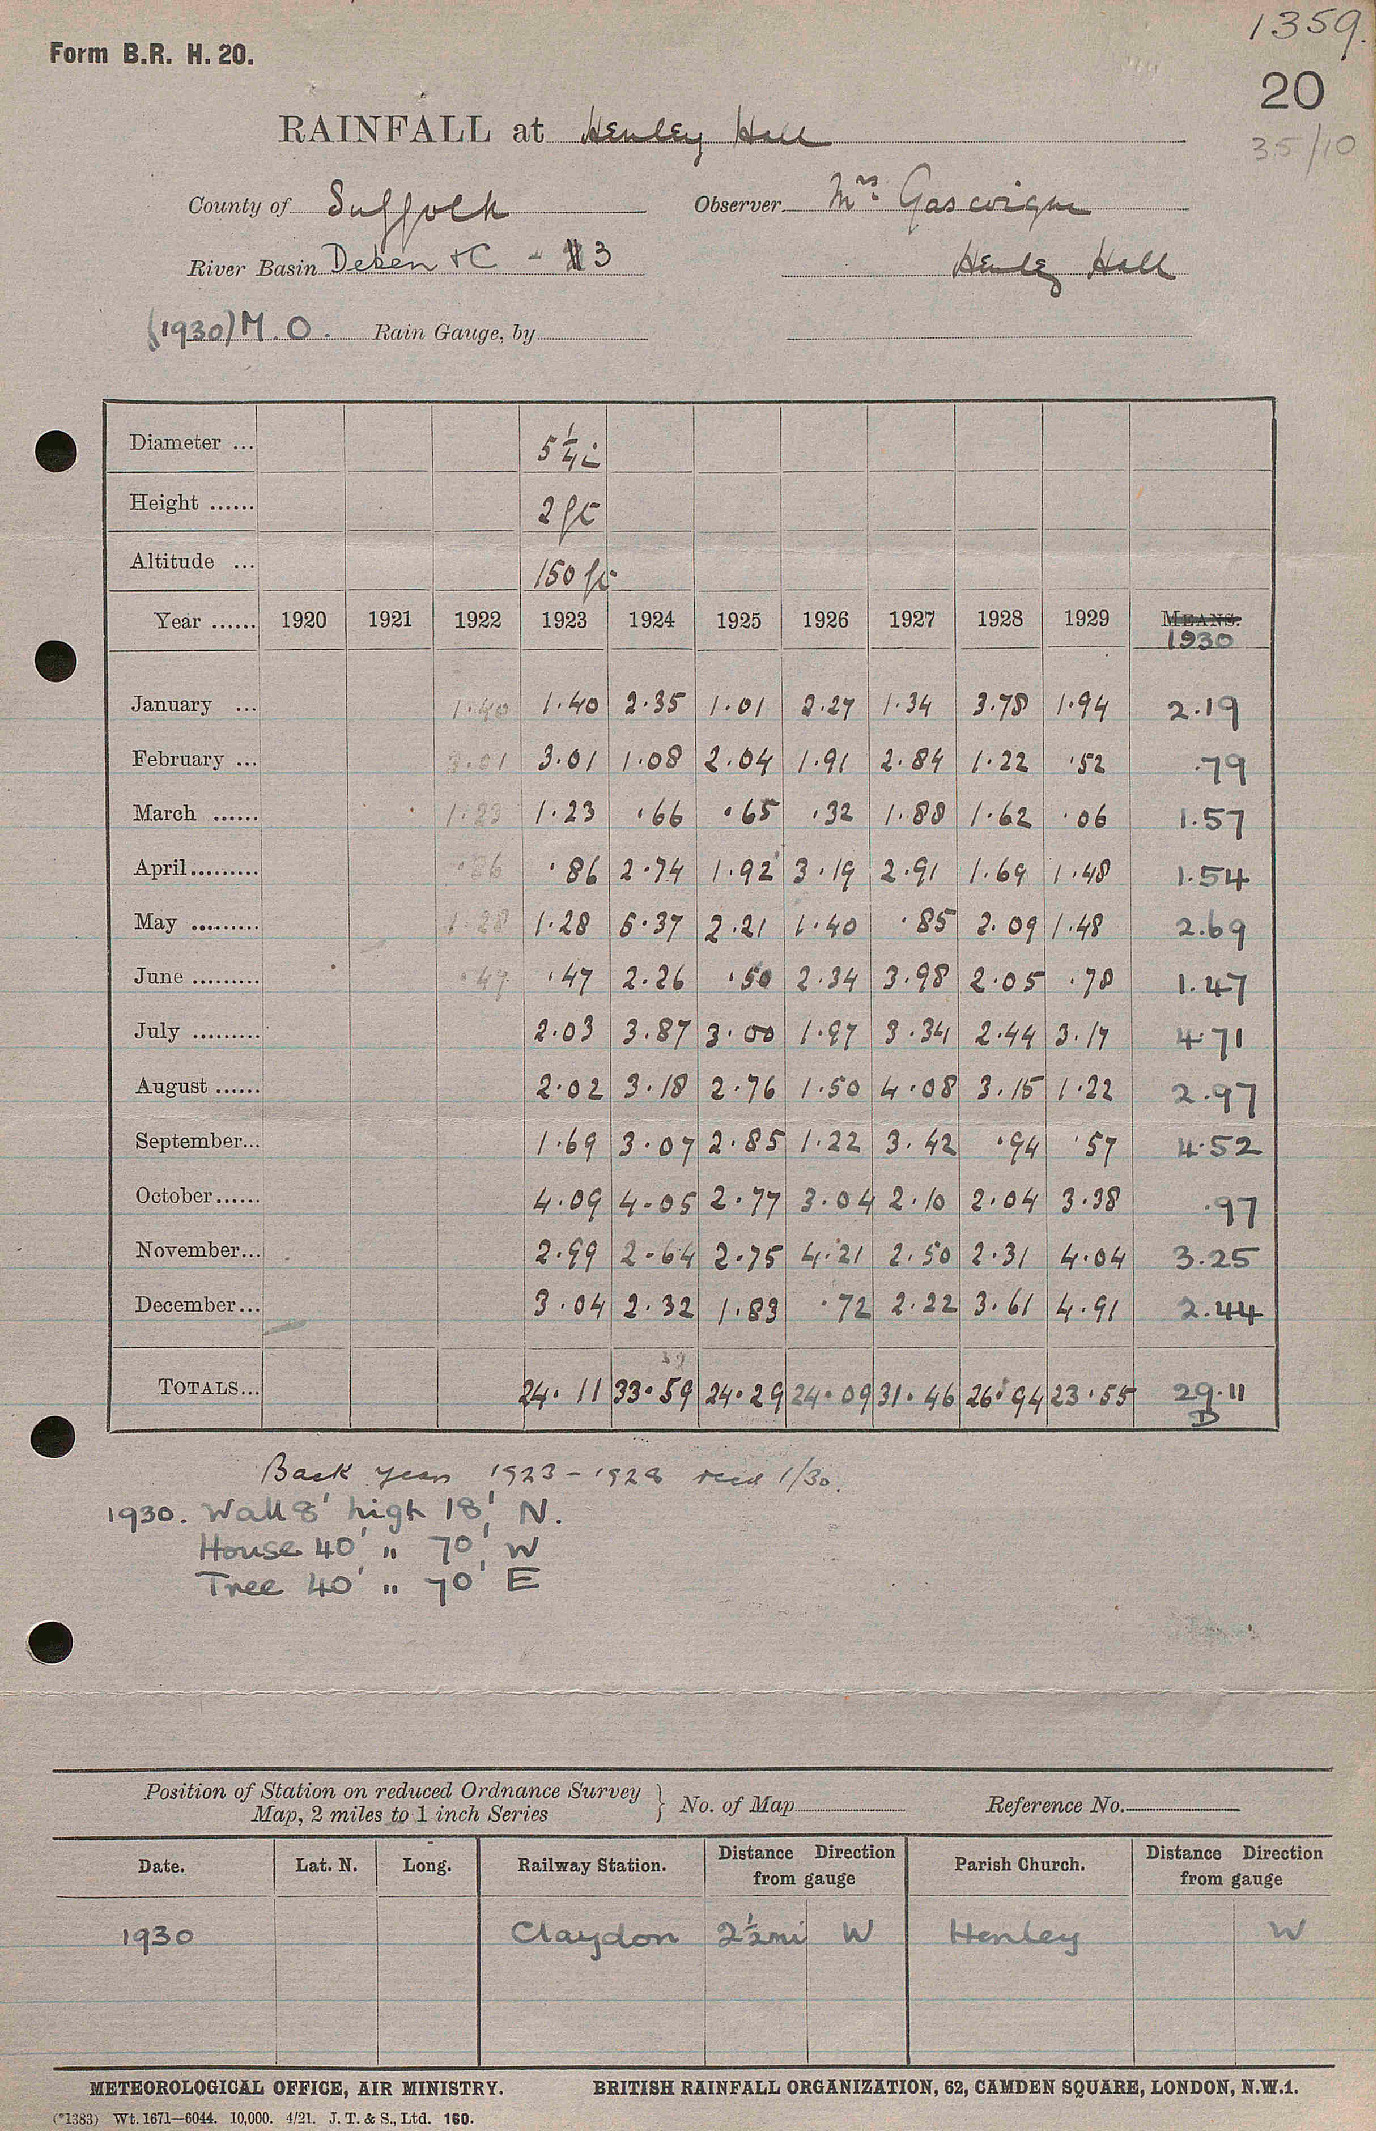 1359.
Form B.R. H. 20.
20
35/10
RAINFALL at Henley Hall
County of Suffolk Observer Mrs Gascoigne
River Basin Deben & C - 3 Henley Hall
(1930) M.O. Rain Gauge, by
Diameter ... 5 1/4 i
Height ...... 2 ft
Altitude ... 150 ft
Year ...... 1920 1921 1922 1923 1924 1925 1926 1927 1928 1929 MEANS. 1930
January ... 1.40 1.40 2.35 1.01 2.27 1.34 3.78 1.94 2.19
February ... 3.01 3.01 1.08 2.04 1.91 2.84 1.22 .52 .79
March ...... 1.23 1.23 .66 .65 .32 1.88 1.62 .06 1.57
April......... .86 .86 2.74 1.92 3.19 2.91 1.69 1.48 1.54
May ......... 1.28 1.28 5.37 2.21 1.40 .85 2.09 1.48 2.69
June ......... .47 .47 2.26 .50 2.34 3.98 2.05 .78 1.47
July ......... 2.03 3.87 3.00 1.97 3.34 2.44 3.17 4.71
August ...... 2.02 3.18 2.76 1.50 4.08 3.15 1.22 2.97
September... 1.69 3.07 2.85 1.22 3.42 .94 .57 4.52
October...... 4.09 4.05 2.77 3.04 2.10 2.04 3.38 .97
November... 2.99 2.64 2.75 4.21 2.50 2.31 4.04 3.25
December... 3.04 2.32 1.83 .72 2.22 3.61 4.91 2.44
TOTALS... 24.11 33.59 24.29 24.09 31.46 26.94 23.55 29.11
D
Back years 1923 - 1928 recd 1/30.
1930. Wall 8' high 18' N.
House 40' " 70' W
Tree 40' " 70' E
Position of Station on reduced Ordnance Survey
Map, 2 miles to 1 inch Series } No. of Map Reference No.
Date. Lat. N. Long. Railway Station. Distance Direction from gauge Parish Church. Distance Direction from gauge
1930 Claydon 2 1/2 mi W Henley W
METEOROLOGICAL OFFICE, AIR MINISTRY. BRITISH RAINFALL ORGANIZATION, 62, CAMDEN SQUARE, LONDON, N.W.1.
(*1383) Wt. 1671—6044. 10,000. 4/21. J. T. & S., Ltd. 160.